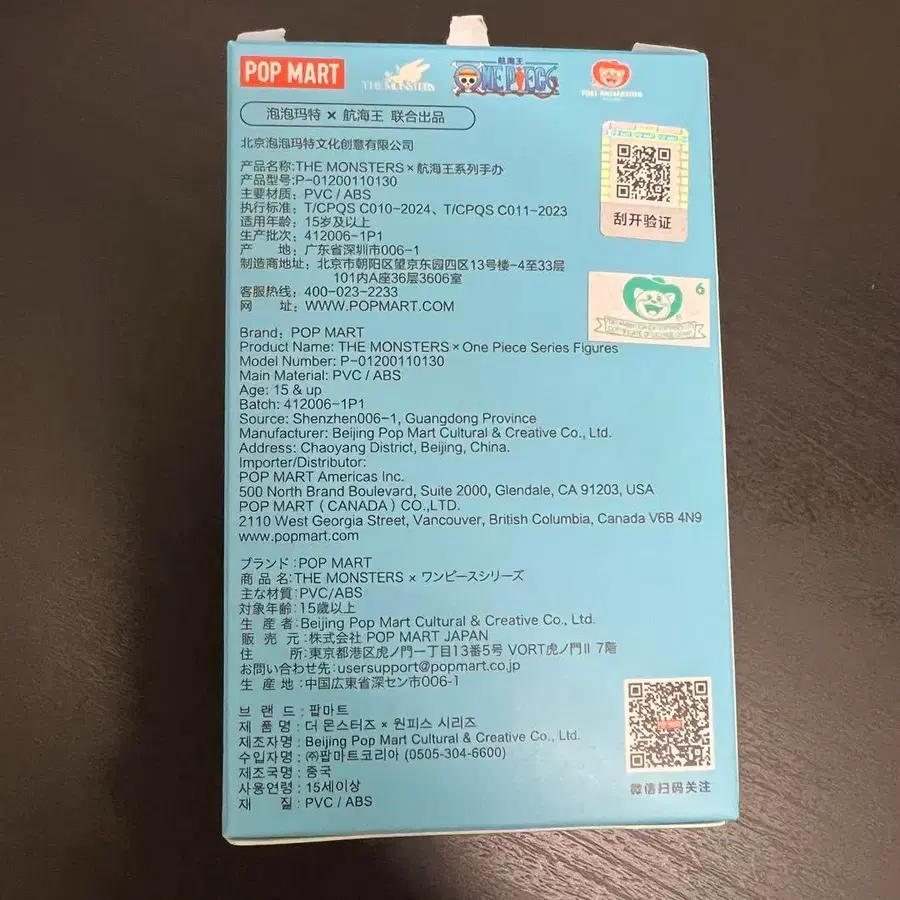 POP MART
THE MONSTERS
航海王
ONE PIECE
TOEI ANIMATION
泡泡玛特 × 航海王 联合出品
北京泡泡玛特文化创意有限公司
产品名称:THE MONSTERS × 航海王系列手办
产品型号:P-01200110130
主要材质: PVC / ABS
执行标准: T/CPQS C010-2024、T/CPQS C011-2023
适用年龄: 15岁及以上
生产批次: 412006-1P1
产 地: 广东省深圳市006-1
制造商地址: 北京市朝阳区望京东园四区13号楼-4至33层
101内A座36层3606室
客服热线: 400-023-2233
网 址: WWW.POPMART.COM
刮开验证
6
Brand: POP MART
Product Name: THE MONSTERS × One Piece Series Figures
Model Number: P-01200110130
Main Material: PVC / ABS
Age: 15 & up
Batch: 412006-1P1
Source: Shenzhen006-1, Guangdong Province
Manufacturer: Beijing Pop Mart Cultural & Creative Co., Ltd.
Address: Chaoyang District, Beijing, China.
Importer/Distributor:
POP MART Americas Inc.
500 North Brand Boulevard, Suite 2000, Glendale, CA 91203, USA
POP MART (CANADA) CO.,LTD.
2110 West Georgia Street, Vancouver, British Columbia, Canada V6B 4N9
www.popmart.com
ブランド:POP MART
商 品 名:THE MONSTERS × ワンピースシリーズ
主な材質:PVC/ABS
対象年齢:15歳以上
生 産 者:Beijing Pop Mart Cultural & Creative Co., Ltd.
販 売 元:株式会社 POP MART JAPAN
住 所:東京都港区虎ノ門一丁目13番5号 VORT虎ノ門II 7階
お問い合わせ先:usersupport@popmart.co.jp
生 産 地:中国広東省深セン市006-1
브 랜 드 : 팝마트
제 품 명 : 더 몬스터즈 × 원피스 시리즈
제조자명 : Beijing Pop Mart Cultural & Creative Co., Ltd.
수입자명 : ㈜팝마트코리아 (0505-304-6600)
제조국명 : 중국
사용연령 : 15세이상
재 질 : PVC / ABS
微信扫码关注